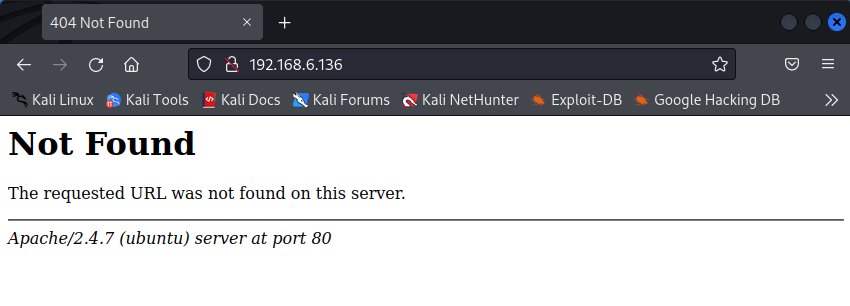 404 Not Found
192.168.6.136
Kali Linux Kali Tools Kali Docs Kali Forums Kali NetHunter Exploit-DB Google Hacking DB
Not Found
The requested URL was not found on this server.
Apache/2.4.7 (ubuntu) server at port 80